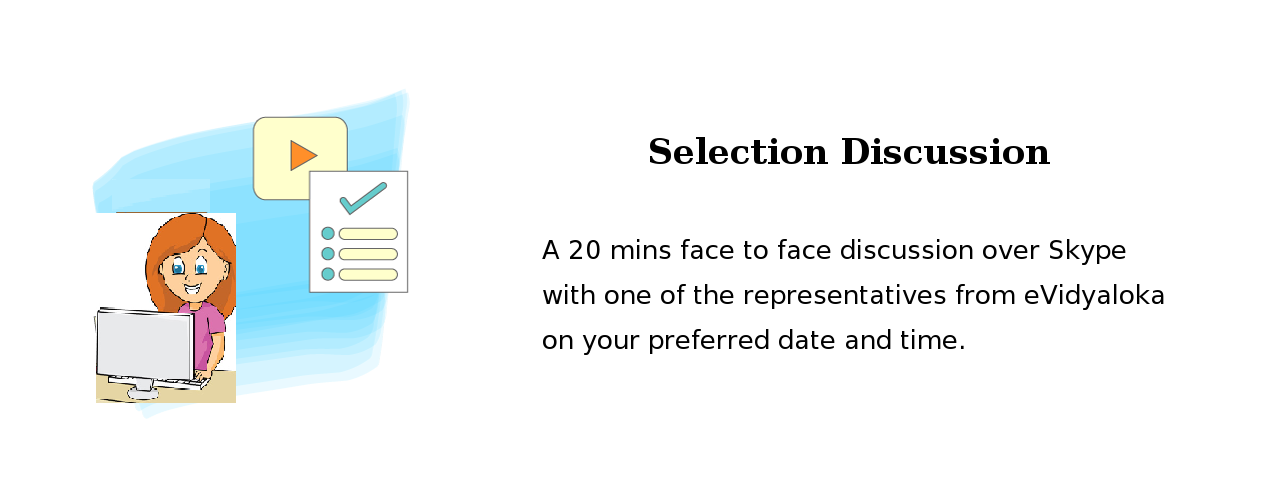 Selection Discussion
A 20 mins face to face discussion over Skype
with one of the representatives from eVidyaloka
on your preferred date and time.